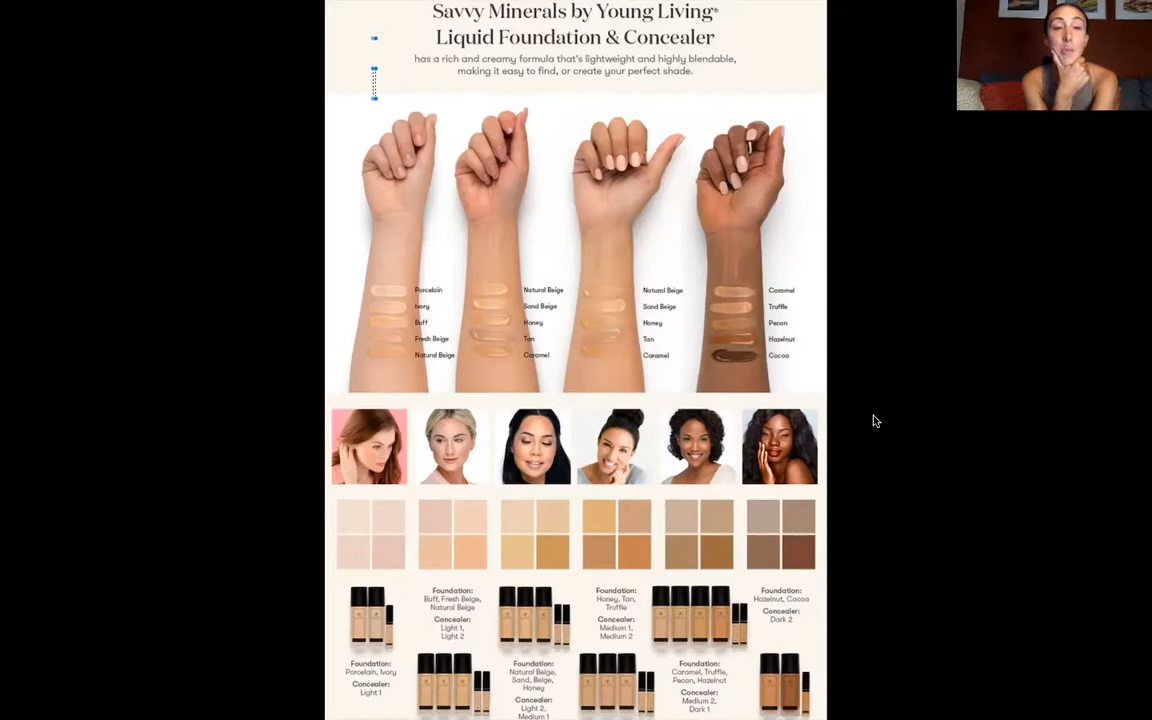 Savvy Minerals by Young Living®
Liquid Foundation & Concealer
has a rich and creamy formula that's lightweight and highly blendable,
making it easy to find, or create your perfect shade.
Porcelain
Ivory
Buff
Fresh Beige
Natural Beige
Natural Beige
Sand Beige
Honey
Tan
Caramel
Natural Beige
Sand Beige
Honey
Tan
Caramel
Caramel
Truffle
Pecan
Hazelnut
Cocoa
Foundation:
Porcelain, Ivory
Concealer:
Light 1
Foundation:
Buff, Fresh Beige,
Natural Beige
Concealer:
Light 1,
Light 2
Foundation:
Natural Beige,
Sand, Beige,
Honey
Concealer:
Light 2,
Medium 1
Foundation:
Honey, Tan,
Truffle
Concealer:
Medium 1,
Medium 2
Foundation:
Caramel, Truffle,
Pecan, Hazelnut
Concealer:
Medium 2,
Dark 1
Foundation:
Hazelnut, Cocoa
Concealer:
Dark 2